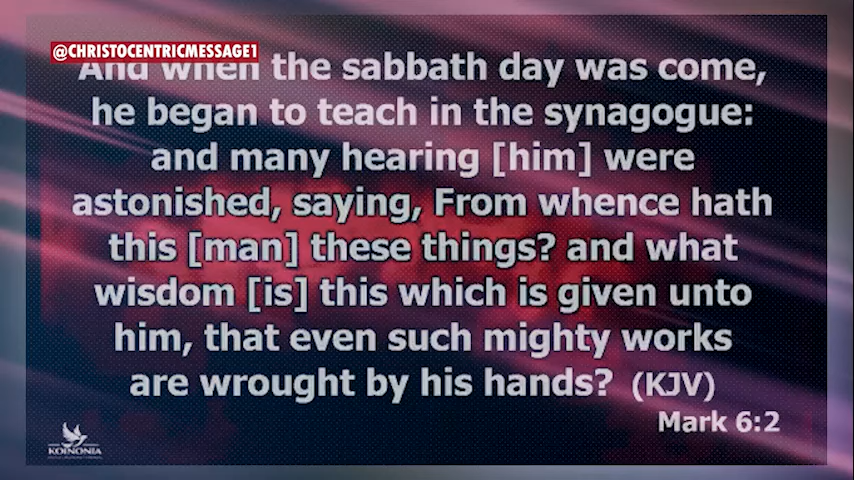 @CHRISTOCENTRICMESSAGE1
And when the sabbath day was come,
he began to teach in the synagogue:
and many hearing [him] were
astonished, saying, From whence hath
this [man] these things? and what
wisdom [is] this which is given unto
him, that even such mighty works
are wrought by his hands? (KJV)
Mark 6:2
KOINONIA